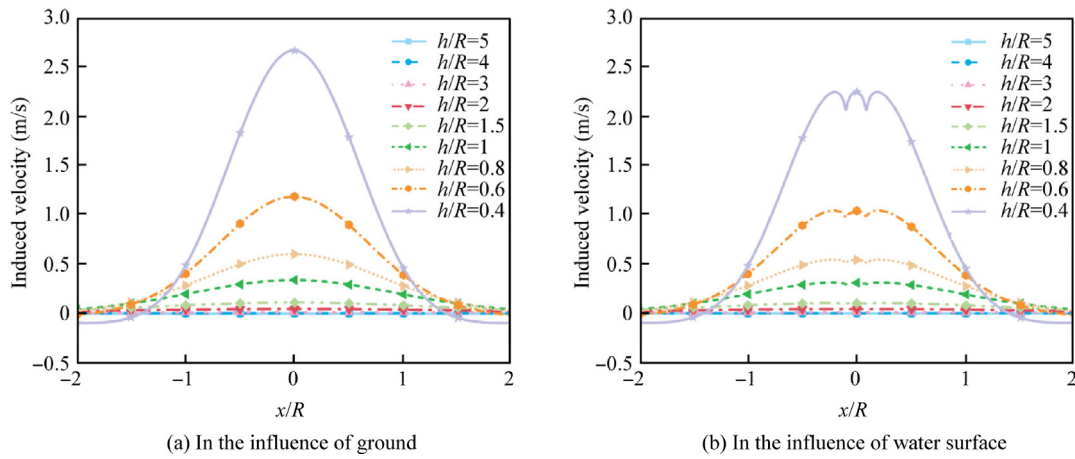 3.0
2.5
2.0
1.5
1.0
0.5
0
−0.5
Induced velocity (m/s)
h/R=5
h/R=4
h/R=3
h/R=2
h/R=1.5
h/R=1
h/R=0.8
h/R=0.6
h/R=0.4
−2 −1 0 1 2
x/R
(a) In the influence of ground
3.0
2.5
2.0
1.5
1.0
0.5
0
−0.5
Induced velocity (m/s)
h/R=5
h/R=4
h/R=3
h/R=2
h/R=1.5
h/R=1
h/R=0.8
h/R=0.6
h/R=0.4
−2 −1 0 1 2
x/R
(b) In the influence of water surface